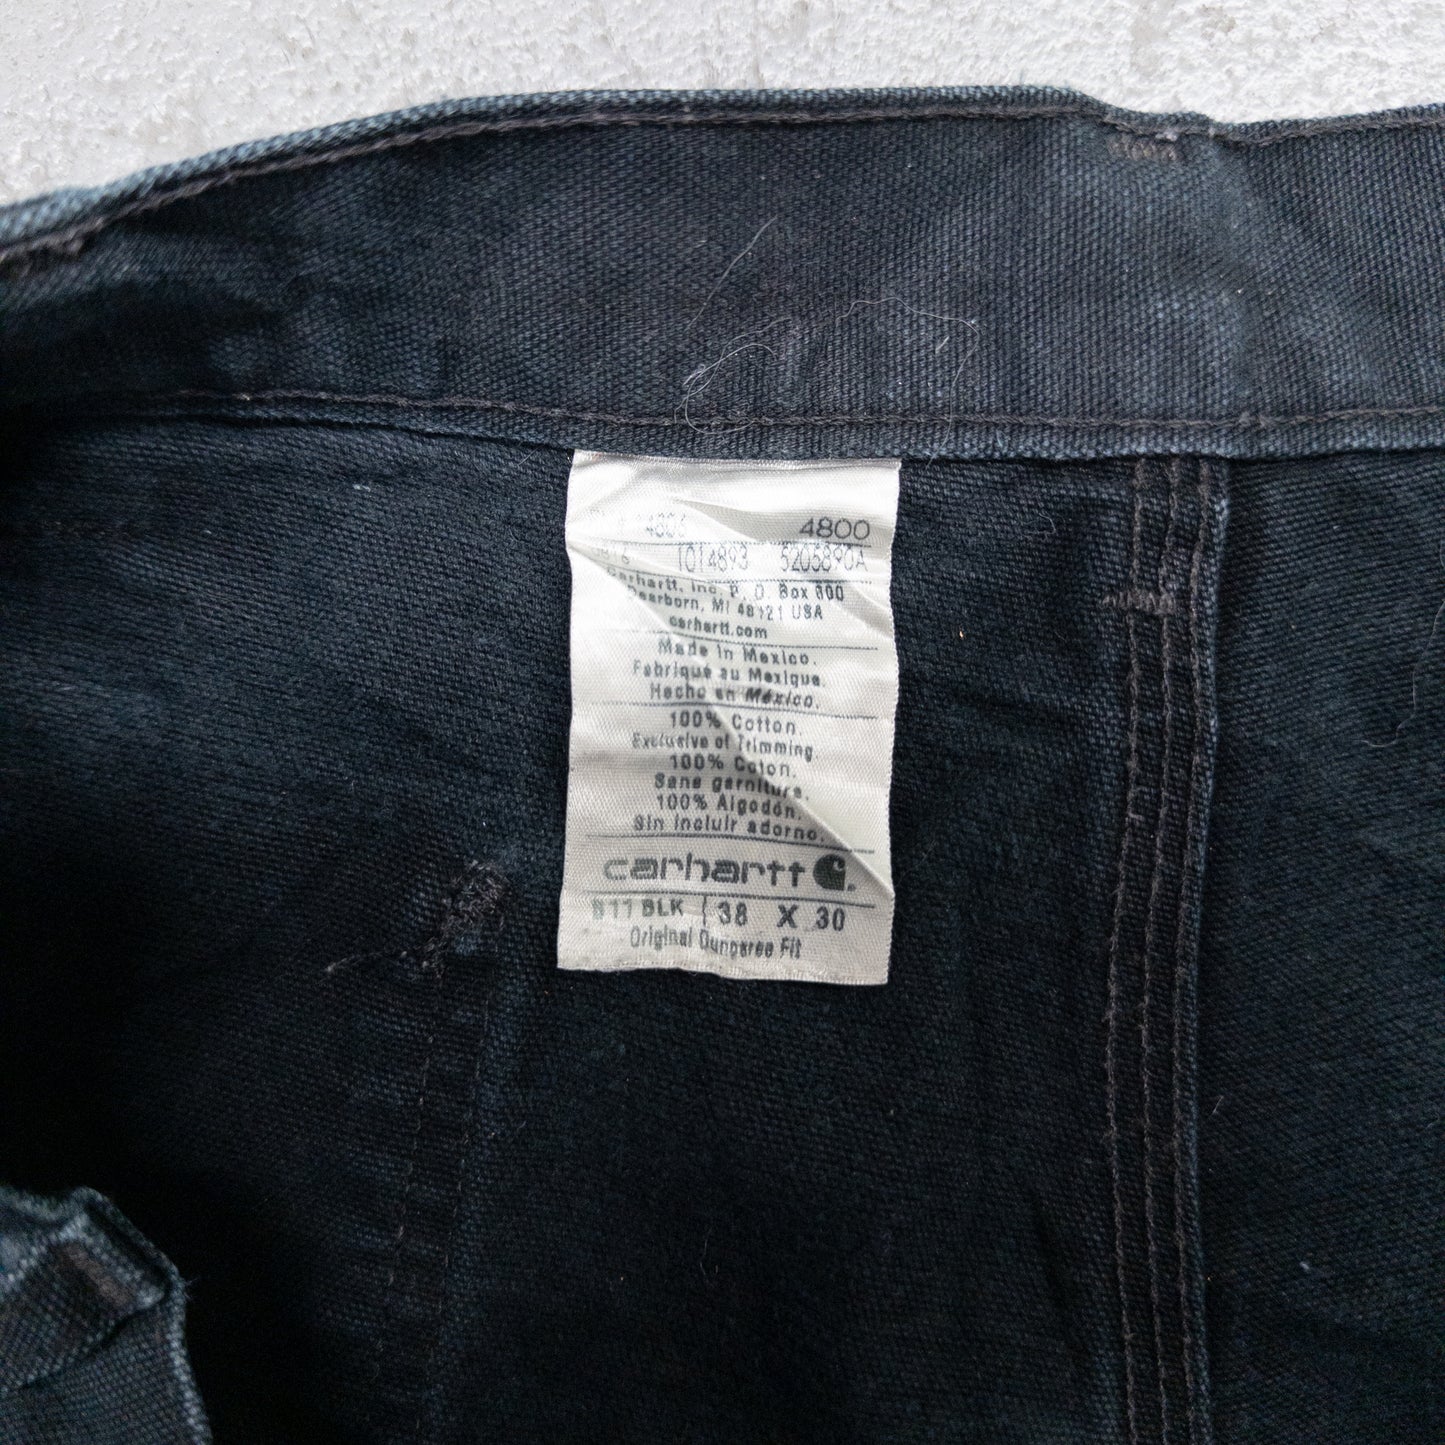 4800
1014893 5205890A
Carhartt, Inc. P. O. Box 600
Dearborn, MI 48121 USA
carhartt.com
Made in Mexico.
Fabriqué au Mexique.
Hecho en México.
100% Cotton.
Exclusive of Trimming.
100% Coton.
Sans garniture.
100% Algodón.
Sin incluir adorno.
carhartt
B11 BLK 38 X 30
Original Dungaree Fit